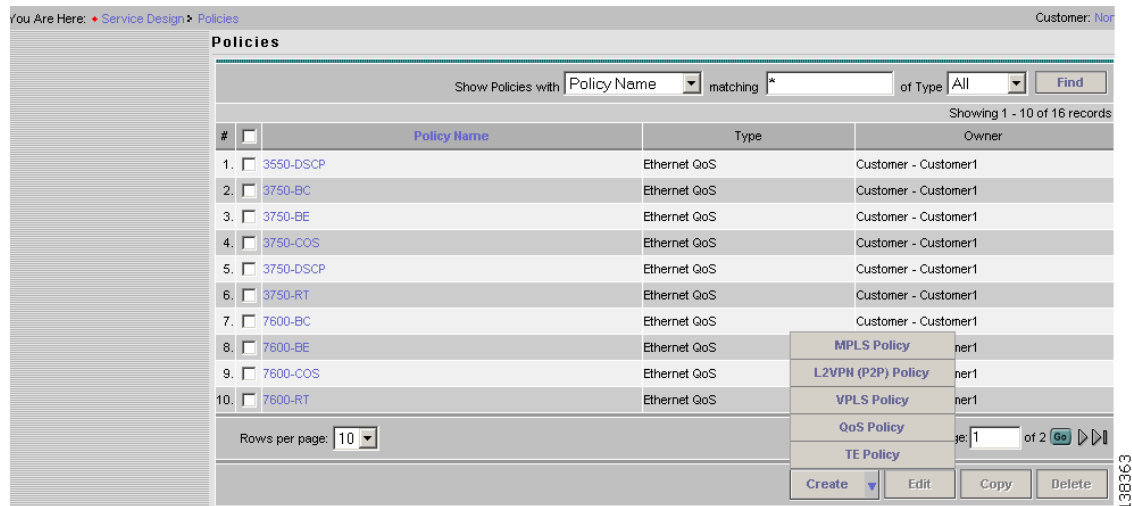 You Are Here: Service Design Policies Customer: Nor
Policies
Show Policies with Policy Name matching * of Type All Find
Showing 1 - 10 of 16 records
# Policy Name Type Owner
1. 3550-DSCP Ethernet QoS Customer - Customer1
2. 3750-BC Ethernet QoS Customer - Customer1
3. 3750-BE Ethernet QoS Customer - Customer1
4. 3750-COS Ethernet QoS Customer - Customer1
5. 3750-DSCP Ethernet QoS Customer - Customer1
6. 3750-RT Ethernet QoS Customer - Customer1
7. 7600-BC Ethernet QoS Customer - Customer1
MPLS Policy
8. 7600-BE Ethernet QoS ner1
L2VPN (P2P) Policy
9. 7600-COS Ethernet QoS ner1
VPLS Policy
10. 7600-RT Ethernet QoS ner1
QoS Policy
Rows per page: 10 ge: 1 of 2 Go
TE Policy
Create Edit Copy Delete
138363